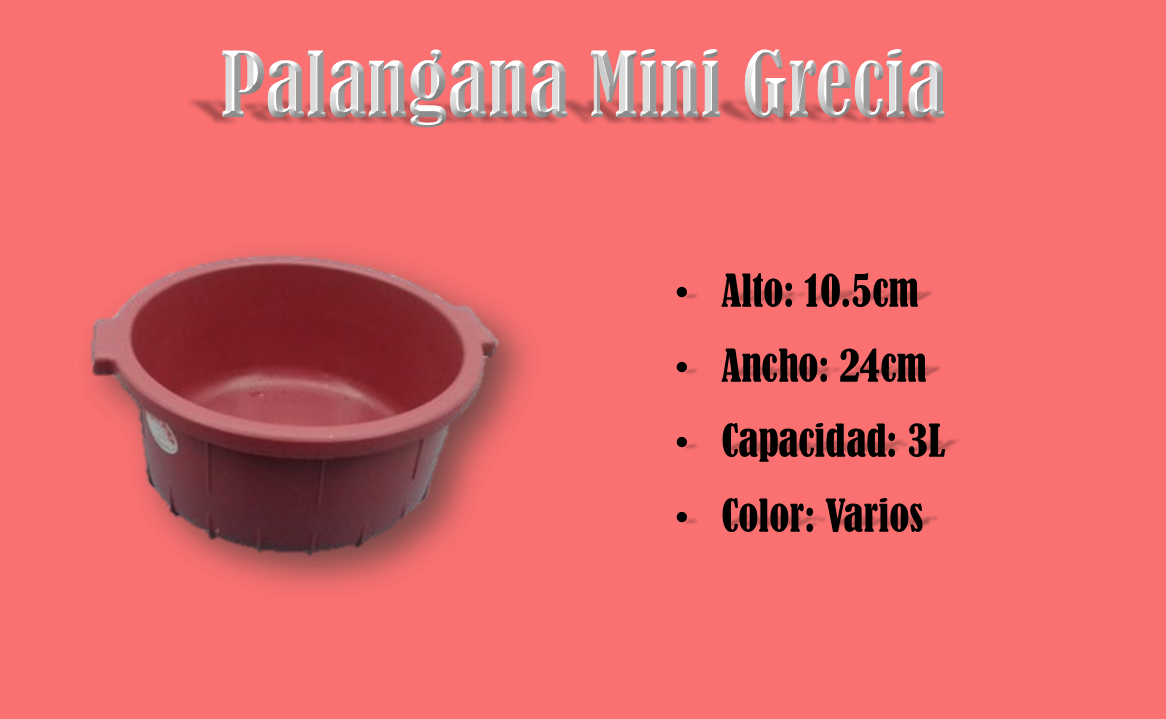 Palangana Mini Grecia
• Alto: 10.5cm
• Ancho: 24cm
• Capacidad: 3L
• Color: Varios